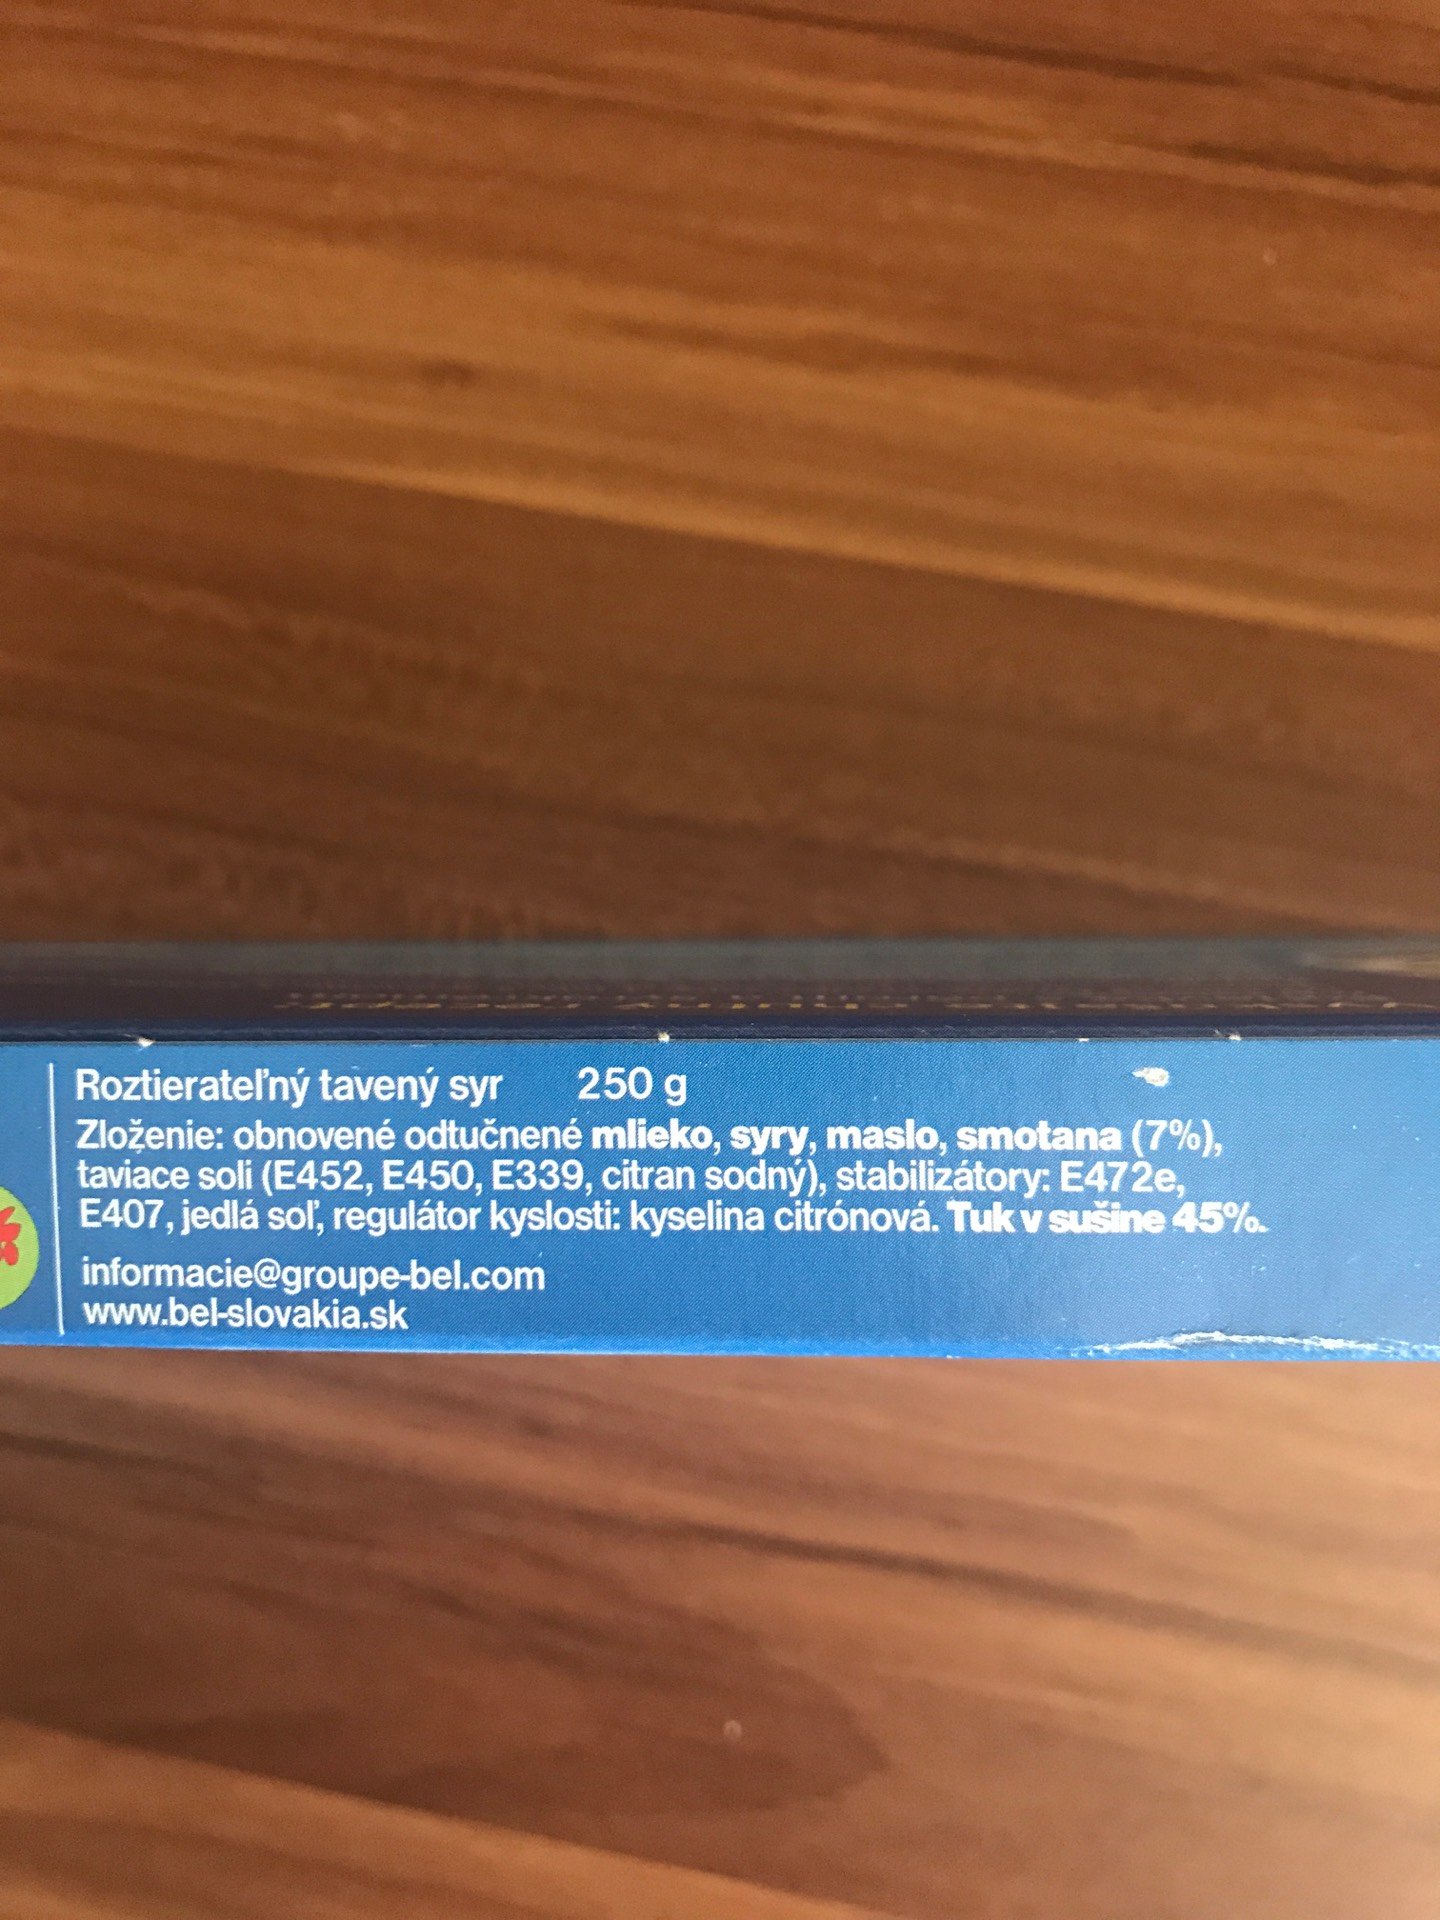 Roztierateľný tavený syr 250 g
Zloženie: obnovené odtučnené mlieko, syry, maslo, smotana (7%),
taviace soli (E452, E450, E339, citran sodný), stabilizátory: E472e,
E407, jedlá soľ, regulátor kyslosti: kyselina citrónová. Tuk v sušine 45%.
informacie@groupe-bel.com
www.bel-slovakia.sk